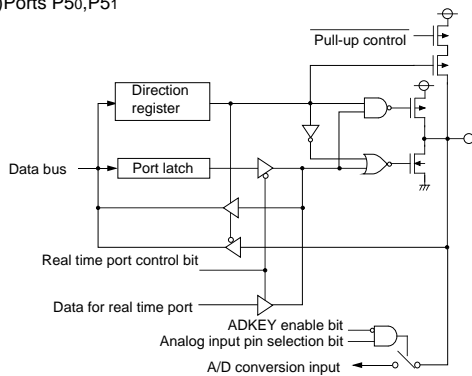 )Ports P50,P51
Pull-up control
Direction
register
Data bus
Port latch
Real time port control bit
Data for real time port
ADKEY enable bit
Analog input pin selection bit
A/D conversion input